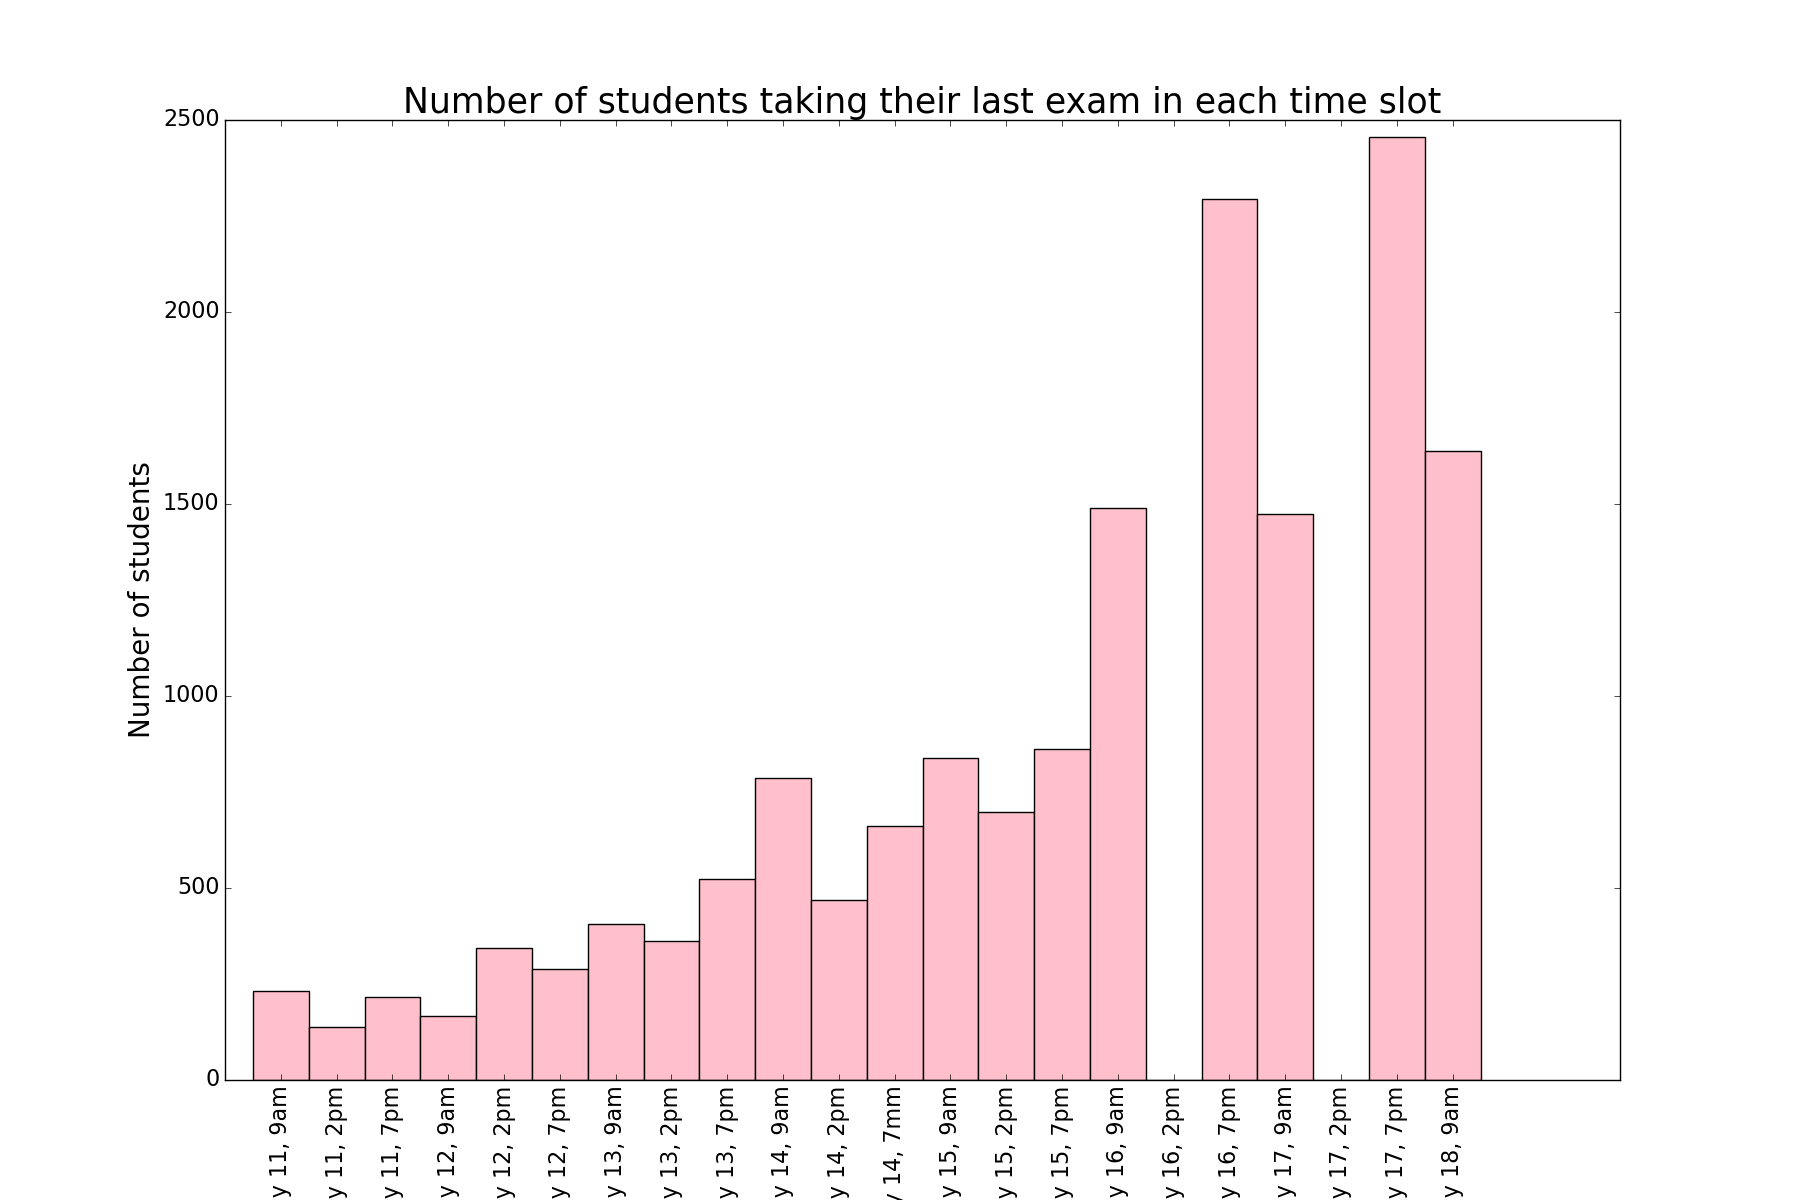 Number of students taking their last exam in each time slot
Number of students
2500
2000
1500
1000
500
0
y 11, 9am
y 11, 2pm
y 11, 7pm
y 12, 9am
y 12, 2pm
y 12, 7pm
y 13, 9am
y 13, 2pm
y 13, 7pm
y 14, 9am
y 14, 2pm
y 14, 7mm
y 15, 9am
y 15, 2pm
y 15, 7pm
y 16, 9am
y 16, 2pm
y 16, 7pm
y 17, 9am
y 17, 2pm
y 17, 7pm
y 18, 9am